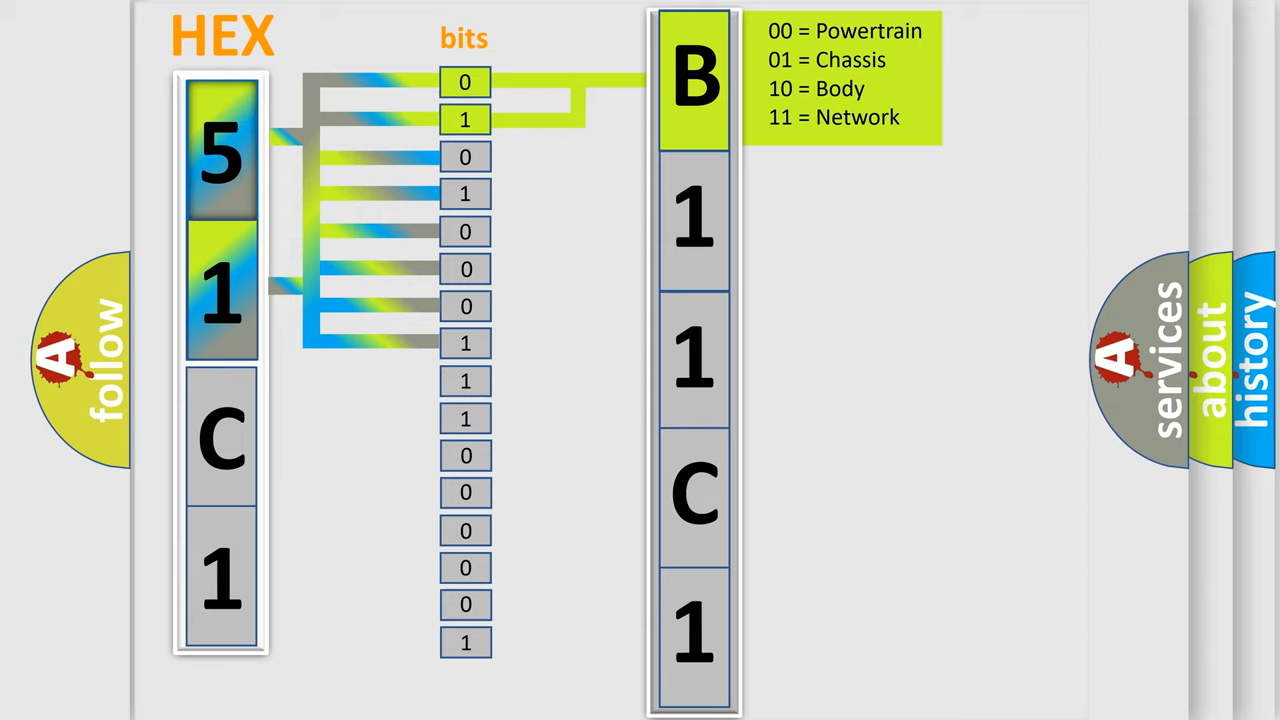 HEX
bits
5
1
C
1
0
1
0
1
0
0
0
1
1
1
0
0
0
0
0
1
B
1
1
C
1
00 = Powertrain
01 = Chassis
10 = Body
11 = Network
A
follow
A
services
about
history